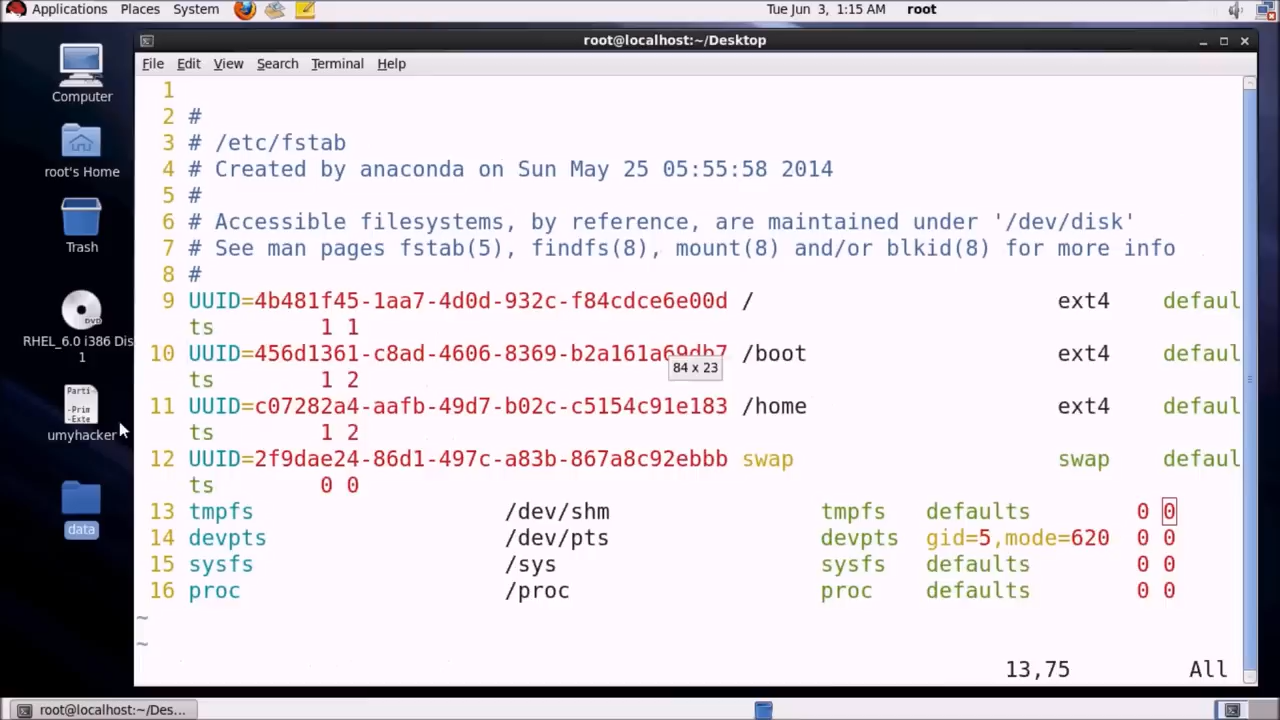 Applications Places System Tue Jun 3, 1:15 AM root
root@localhost:~/Desktop
File Edit View Search Terminal Help
Computer
root's Home
Trash
DVD
RHEL_6.0 i386 Dis
1
Parti-
-Prim
-Exte
umyhacker
data
1
2 #
3 # /etc/fstab
4 # Created by anaconda on Sun May 25 05:55:58 2014
5 #
6 # Accessible filesystems, by reference, are maintained under '/dev/disk'
7 # See man pages fstab(5), findfs(8), mount(8) and/or blkid(8) for more info
8 #
9 UUID=4b481f45-1aa7-4d0d-932c-f84cdce6e00d / ext4 defaul
ts 1 1
10 UUID=456d1361-c8ad-4606-8369-b2a161a69db7 /boot ext4 defaul
84 x 23
ts 1 2
11 UUID=c07282a4-aafb-49d7-b02c-c5154c91e183 /home ext4 defaul
ts 1 2
12 UUID=2f9dae24-86d1-497c-a83b-867a8c92ebbb swap swap defaul
ts 0 0
13 tmpfs /dev/shm tmpfs defaults 0 0
14 devpts /dev/pts devpts gid=5,mode=620 0 0
15 sysfs /sys sysfs defaults 0 0
16 proc /proc proc defaults 0 0
~
~
13,75 All
root@localhost:~/Des...